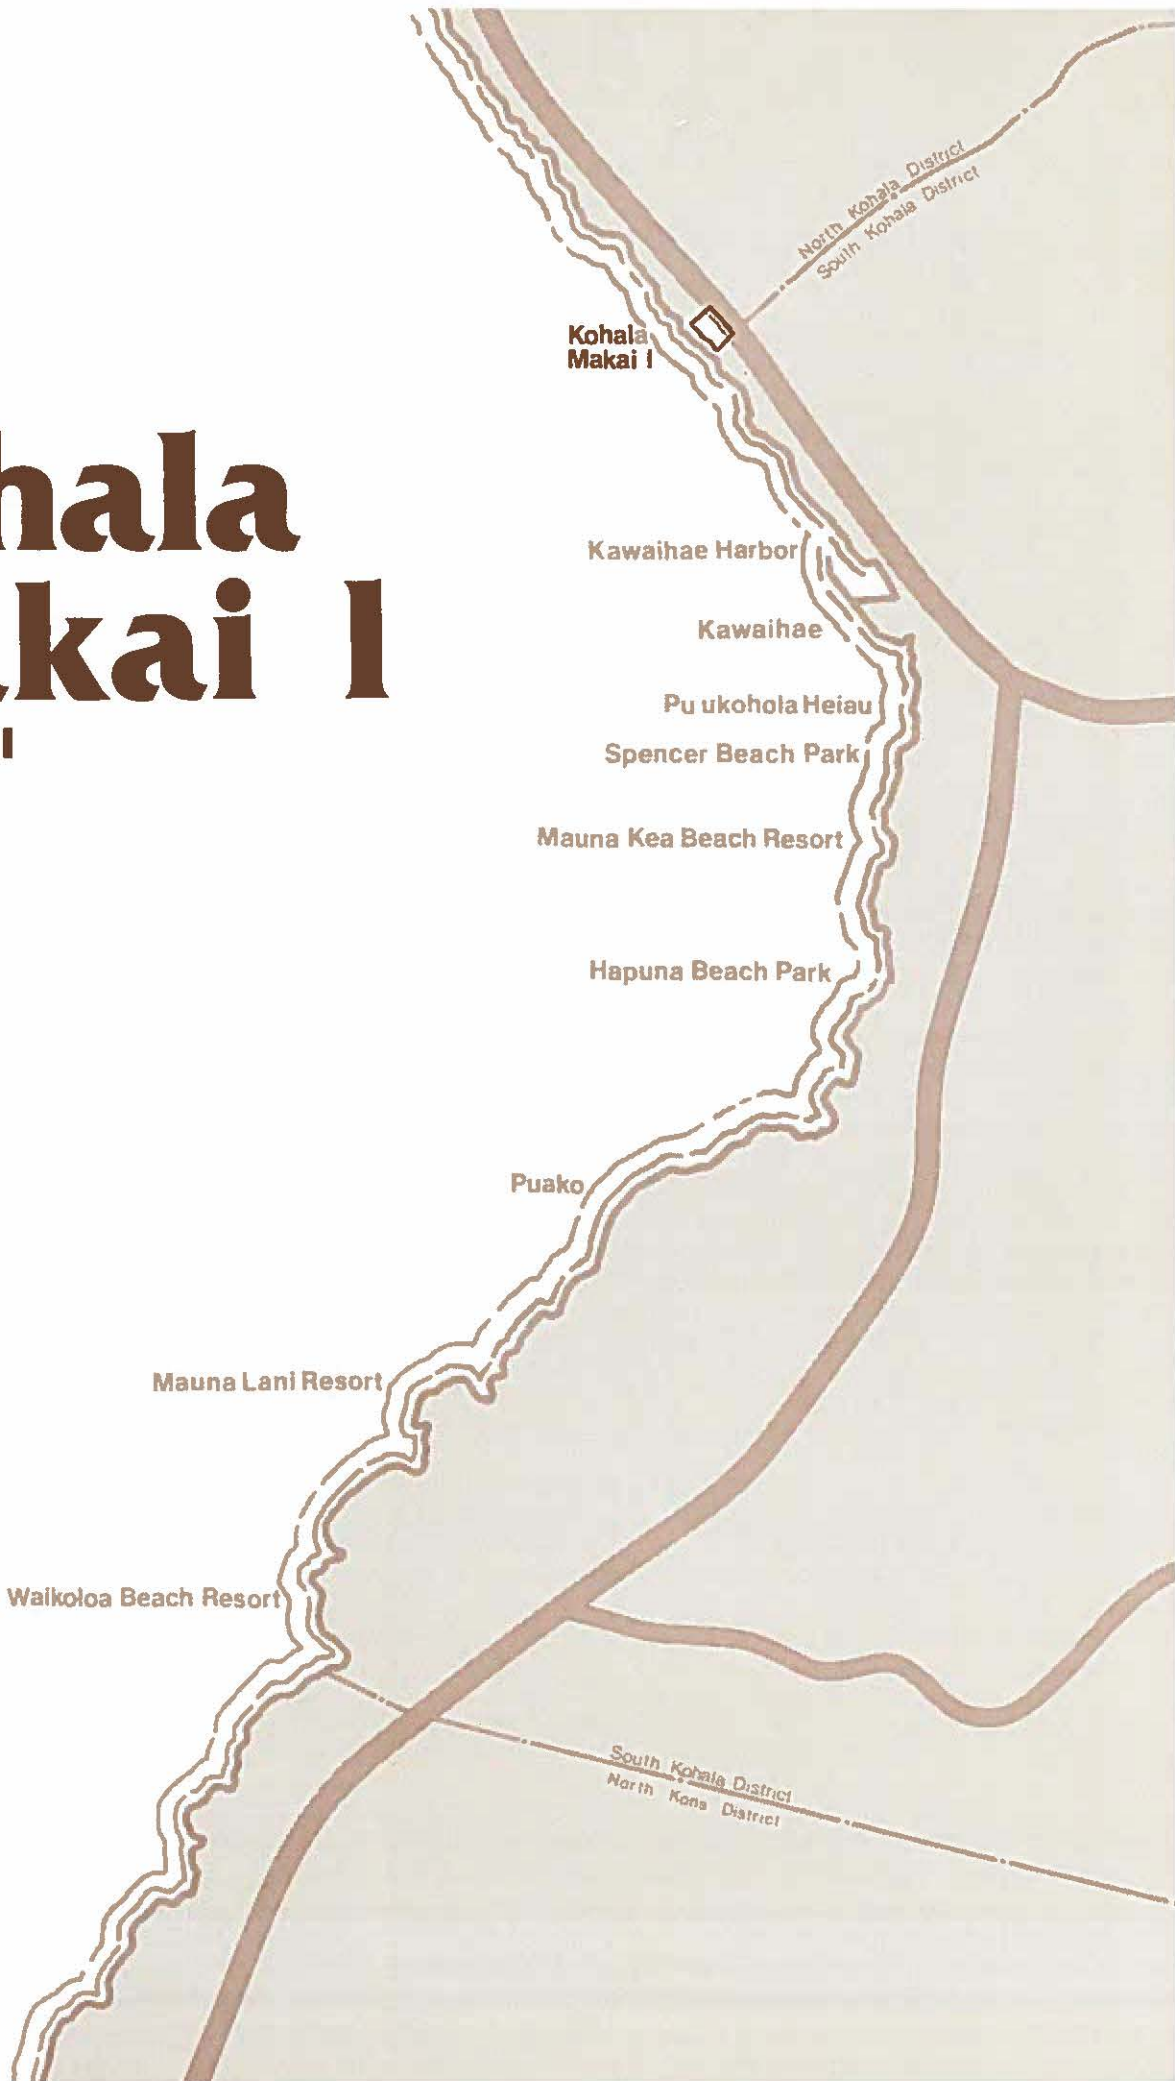 North Kohala District
South Kohala District
Kohala
Makai I
hala
kai I
Kawaihae Harbor
Kawaihae
Pu ukohola Heiau
Spencer Beach Park
Mauna Kea Beach Resort
Hapuna Beach Park
Puako
Mauna Lani Resort
Waikoloa Beach Resort
South Kohala District
North Kona District